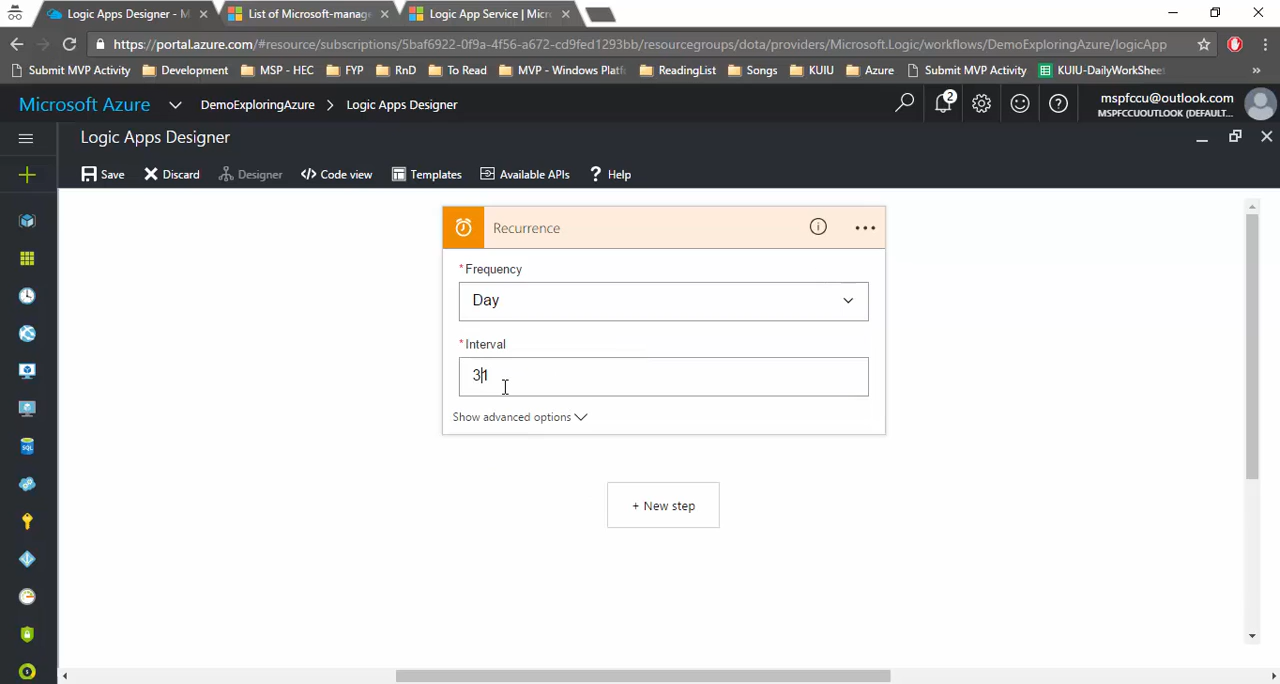 Logic Apps Designer - M
List of Microsoft-manag
Logic App Service | Micr
https://portal.azure.com/#resource/subscriptions/5baf6922-0f9a-4f56-a672-cd9fed1293bb/resourcegroups/dota/providers/Microsoft.Logic/workflows/DemoExploringAzure/logicApp
Submit MVP Activity Development MSP - HEC FYP RnD To Read MVP - Windows Platf ReadingList Songs KUIU Azure Submit MVP Activity KUIU-DailyWorkSheet »
Microsoft Azure DemoExploringAzure Logic Apps Designer 2 mspfccu@outlook.com
MSPFCCUOUTLOOK (DEFAULT...
Logic Apps Designer
Save Discard Designer Code view Templates Available APIs Help
Recurrence
*Frequency
Day
*Interval
31
Show advanced options
+ New step
SQL